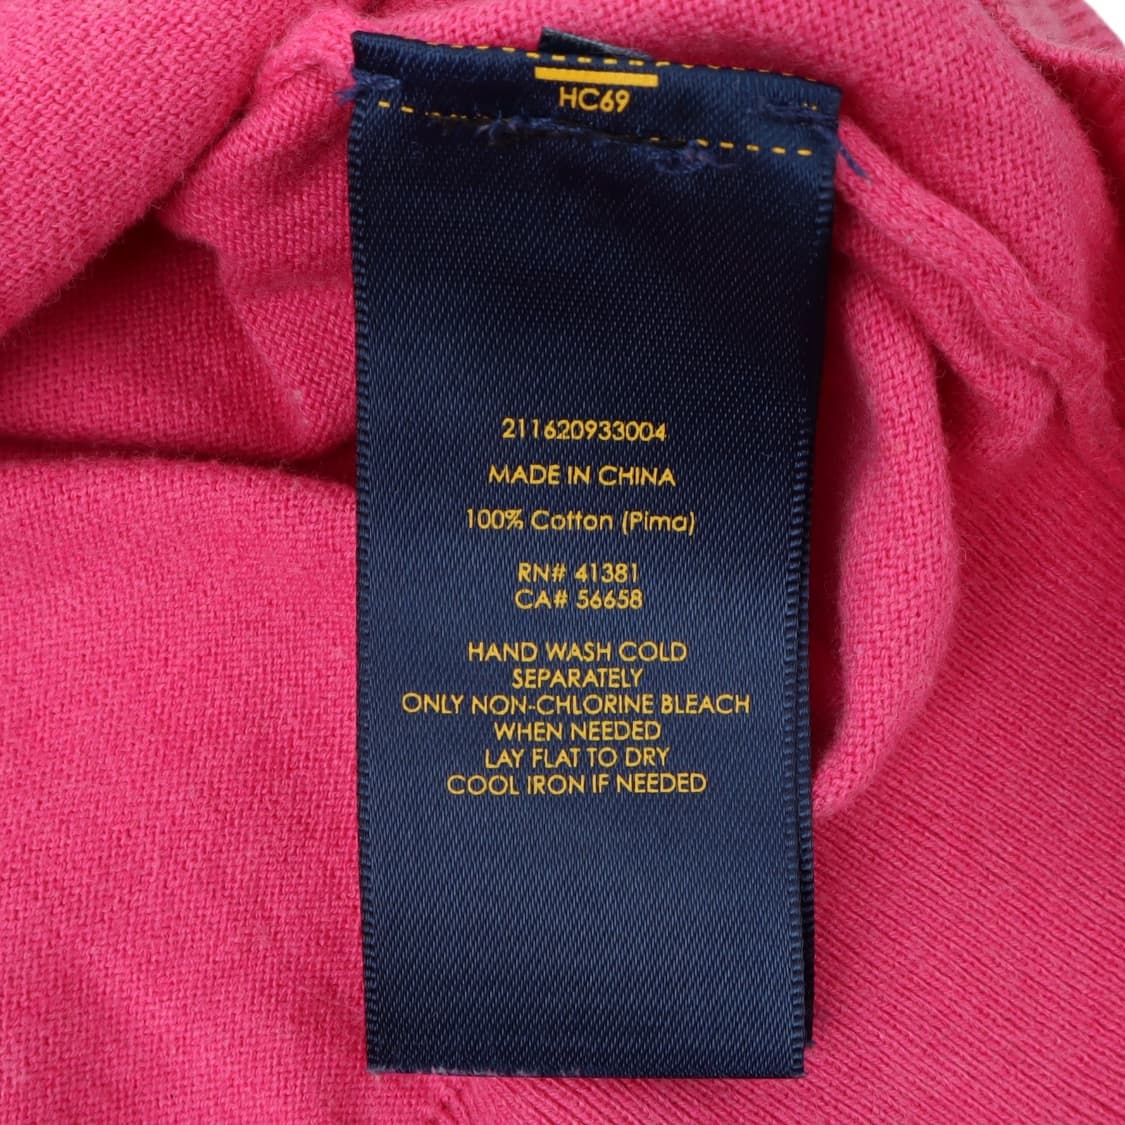 HC69
211620933004
MADE IN CHINA
100% Cotton (Pima)
RN# 41381
CA# 56658
HAND WASH COLD
SEPARATELY
ONLY NON-CHLORINE BLEACH
WHEN NEEDED
LAY FLAT TO DRY
COOL IRON IF NEEDED